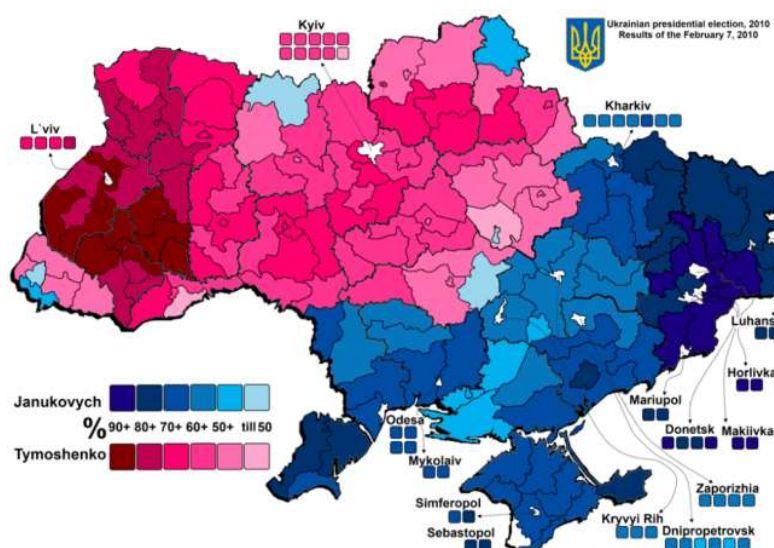 Ukrainian presidential election, 2010
Results of the February 7, 2010
Kyiv
Kharkiv
L`viv
Luhans
Horlivka
Mariupol
Donetsk
Makiivka
Odesa
Mykolaiv
Zaporizhia
Simferopol
Sebastopol
Kryvyi Rih
Dnipropetrovsk
Janukovych
% 90+ 80+ 70+ 60+ 50+ till 50
Tymoshenko